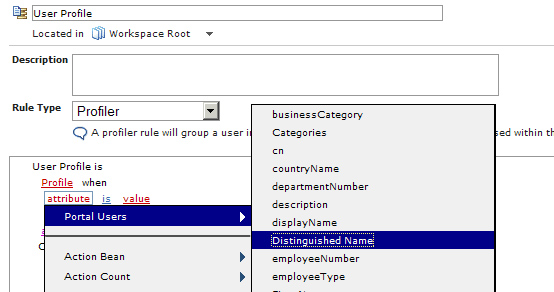 User Profile
Located in Workspace Root
Description
Rule Type Profiler
A profiler rule will group a user in
sed within th
User Profile is
Profile when
attribute is value
Portal Users
Action Bean
Action Count
businessCategory
Categories
cn
countryName
departmentNumber
description
displayName
Distinguished Name
employeeNumber
employeeType